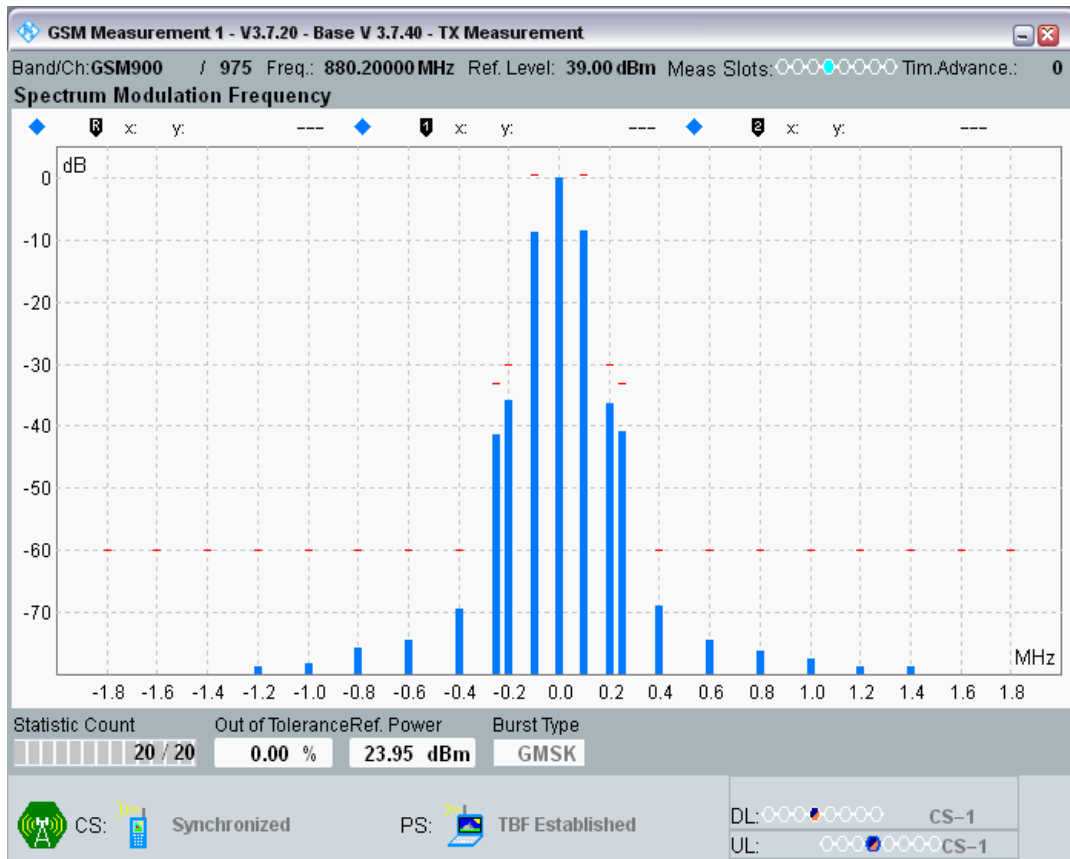 GSM Measurement 1 - V3.7.20 - Base V 3.7.40 - TX Measurement
Band/Ch:GSM900 / 975 Freq.: 880.20000 MHz Ref. Level: 39.00 dBm Meas Slots: Tim.Advance.: 0
Spectrum Modulation Frequency
R x: y: --- 1 x: y: --- 2 x: y: ---
dB
0
-10
-20
-30
-40
-50
-60
-70
MHz
-1.8 -1.6 -1.4 -1.2 -1.0 -0.8 -0.6 -0.4 -0.2 0.0 0.2 0.4 0.6 0.8 1.0 1.2 1.4 1.6 1.8
Statistic Count Out of Tolerance Ref. Power Burst Type
20 / 20 0.00 % 23.95 dBm GMSK
CS: Synchronized PS: TBF Established
DL: CS-1
UL: CS-1